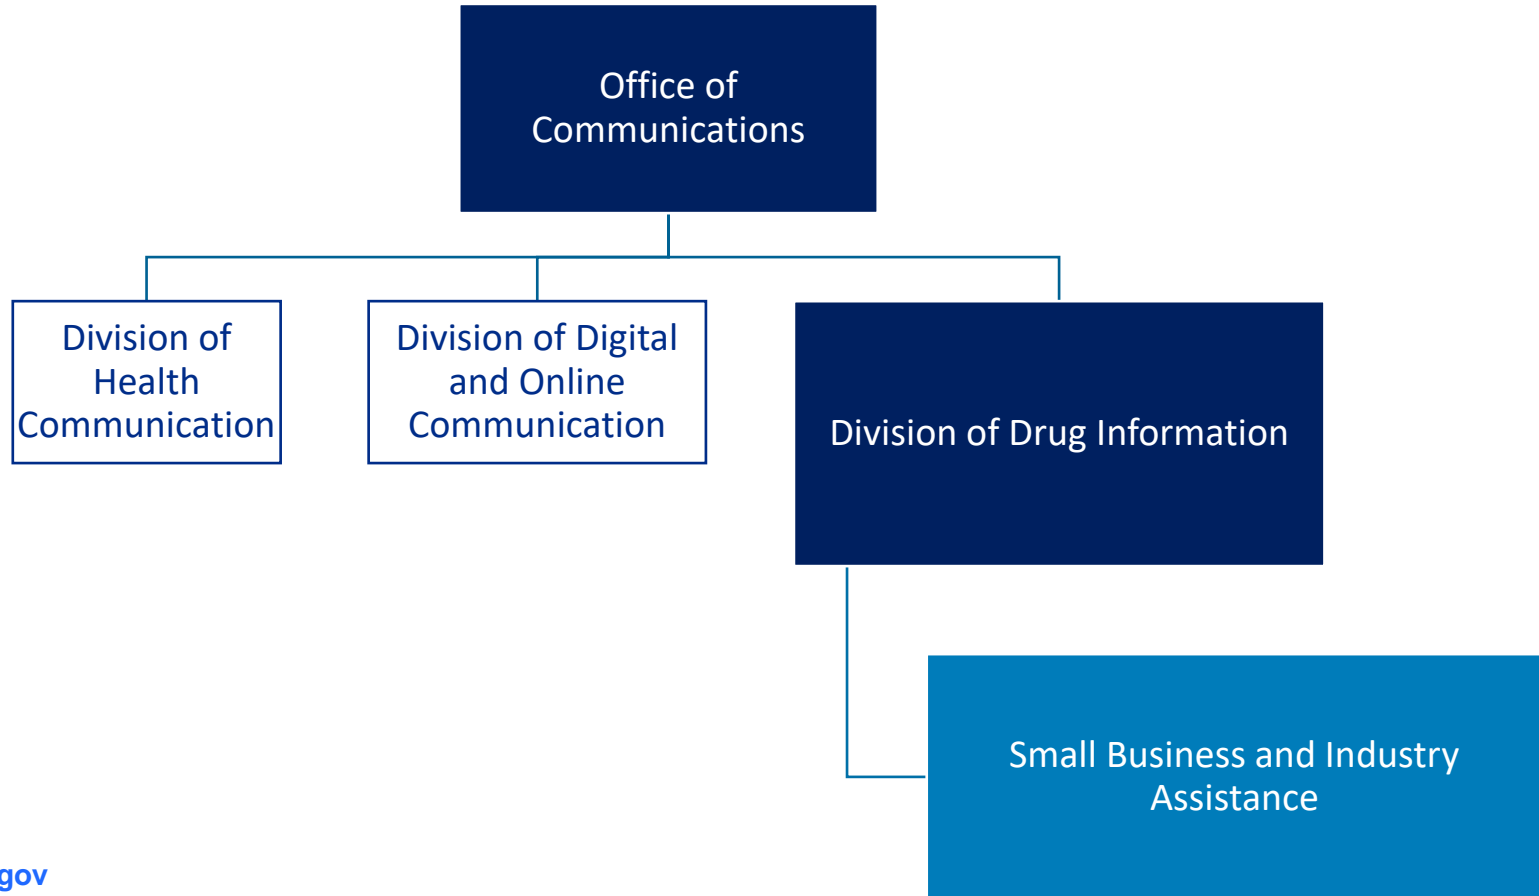 Office of
Communications
Division of
Health
Communication
Division of Digital
and Online
Communication
Division of Drug Information
Small Business and Industry
Assistance
gov